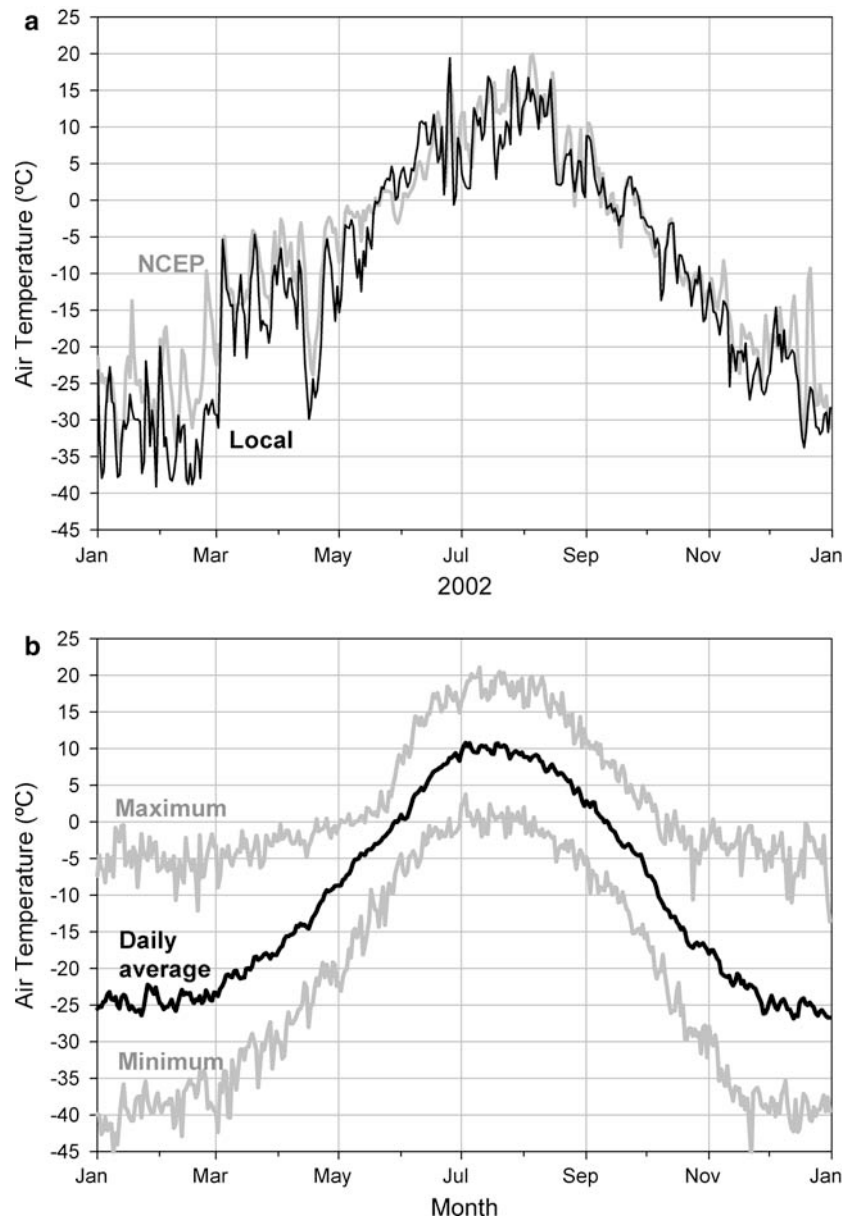 a
25
20
15
10
5
0
-5
-10
-15
-20
-25
-30
-35
-40
-45
Air Temperature (ºC)
NCEP
Local
Jan Mar May Jul Sep Nov Jan
2002
b
25
20
15
10
5
0
-5
-10
-15
-20
-25
-30
-35
-40
-45
Air Temperature (ºC)
Maximum
Daily
average
Minimum
Jan Mar May Jul Sep Nov Jan
Month